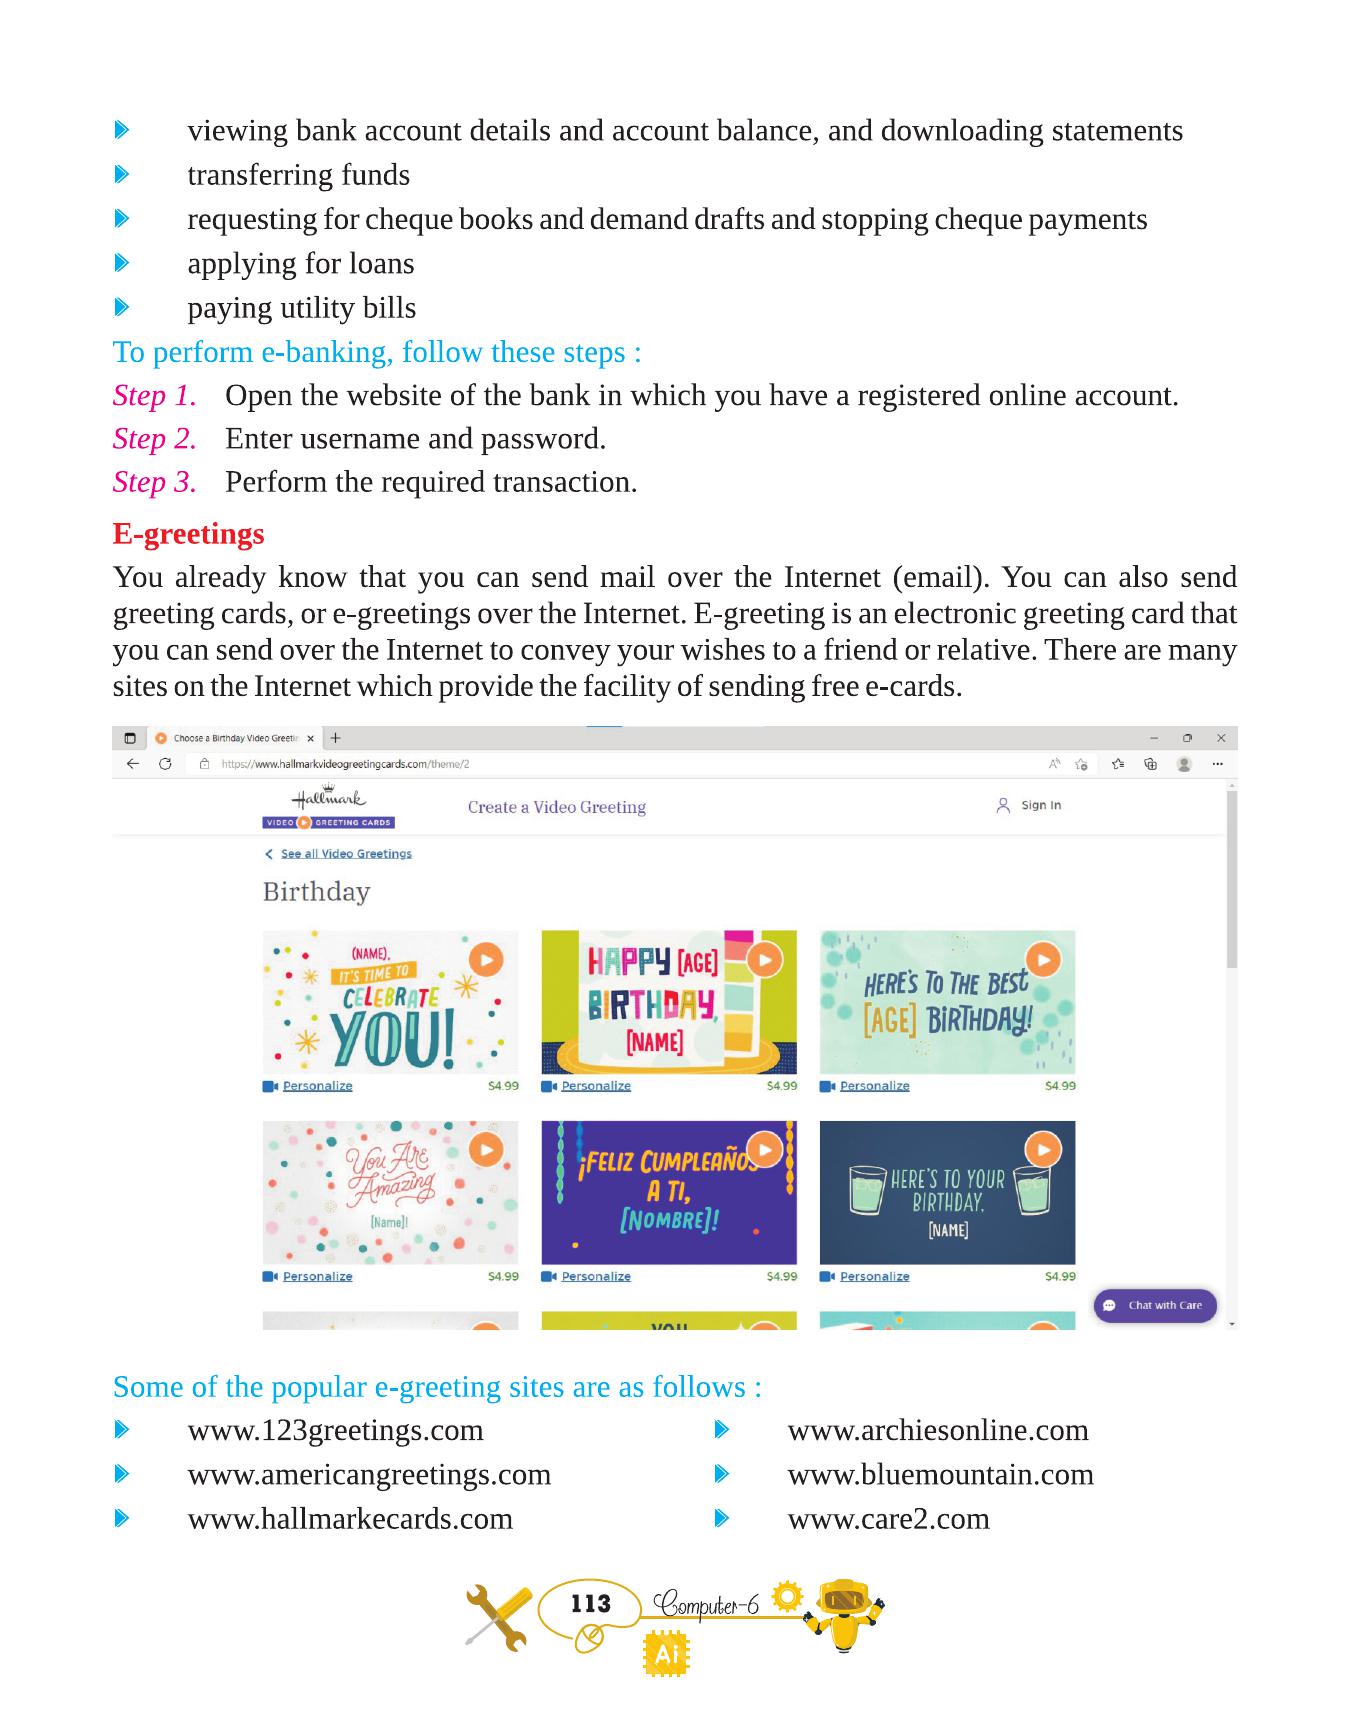 viewing bank account details and account balance, and downloading statements
transferring funds
requesting for cheque books and demand drafts and stopping cheque payments
applying for loans
paying utility bills
To perform e-banking, follow these steps :
Step 1. Open the website of the bank in which you have a registered online account.
Step 2. Enter username and password.
Step 3. Perform the required transaction.
E-greetings
You already know that you can send mail over the Internet (email). You can also send
greeting cards, or e-greetings over the Internet. E-greeting is an electronic greeting card that
you can send over the Internet to convey your wishes to a friend or relative. There are many
sites on the Internet which provide the facility of sending free e-cards.
Choose a Birthday Video Greetin
https://www.hallmarkvideogreetingcards.com/theme/2
Hallmark
VIDEO GREETING CARDS
Create a Video Greeting
Sign In
See all Video Greetings
Birthday
(NAME),
IT'S TIME TO
CELEBRATE
YOU!
Personalize $4.99
HAPPY [AGE]
BIRTHDAY,
[NAME]
Personalize $4.99
HERE'S TO THE BEST
[AGE] BIRTHDAY!
Personalize $4.99
You Are
Amazing
[Name]!
Personalize $4.99
¡FELIZ CUMPLEAÑOS
A TI,
[NOMBRE]!
Personalize $4.99
HERE'S TO YOUR
BIRTHDAY,
[NAME]
Personalize $4.99
YOU
Chat with Care
Some of the popular e-greeting sites are as follows :
www.123greetings.com
www.americangreetings.com
www.hallmarkecards.com
www.archiesonline.com
www.bluemountain.com
www.care2.com
113
Computer-6
Ai